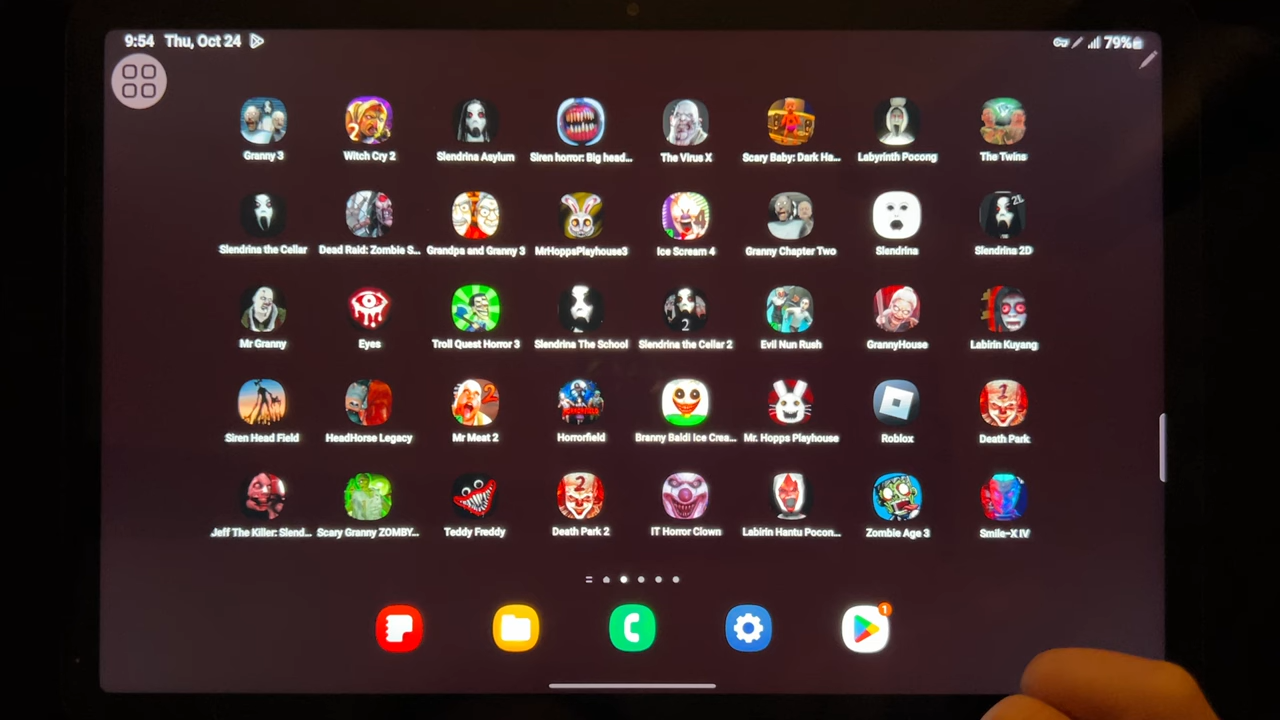 9:54 Thu, Oct 24
79%
Granny 3
Witch Cry 2
Slendrina Asylum
Siren horror: Big head...
The Virus X
Scary Baby: Dark Ha...
Labyrinth Pocong
The Twins
Slendrina the Cellar
Dead Raid: Zombie S...
Grandpa and Granny 3
MrHoppsPlayhouse3
Ice Scream 4
Granny Chapter Two
Slendrina
Slendrina 2D
Mr Granny
Eyes
Troll Quest Horror 3
Slendrina The School
Slendrina the Cellar 2
Evil Nun Rush
GrannyHouse
Labirin Kuyang
Siren Head Field
HeadHorse Legacy
Mr Meat 2
Horrorfield
Branny Baldi Ice Crea...
Mr. Hopps Playhouse
Roblox
Death Park
Jeff The Killer: Slend...
Scary Granny ZOMBY...
Teddy Freddy
Death Park 2
IT Horror Clown
Labirin Hantu Pocon...
Zombie Age 3
Smile-X IV
1